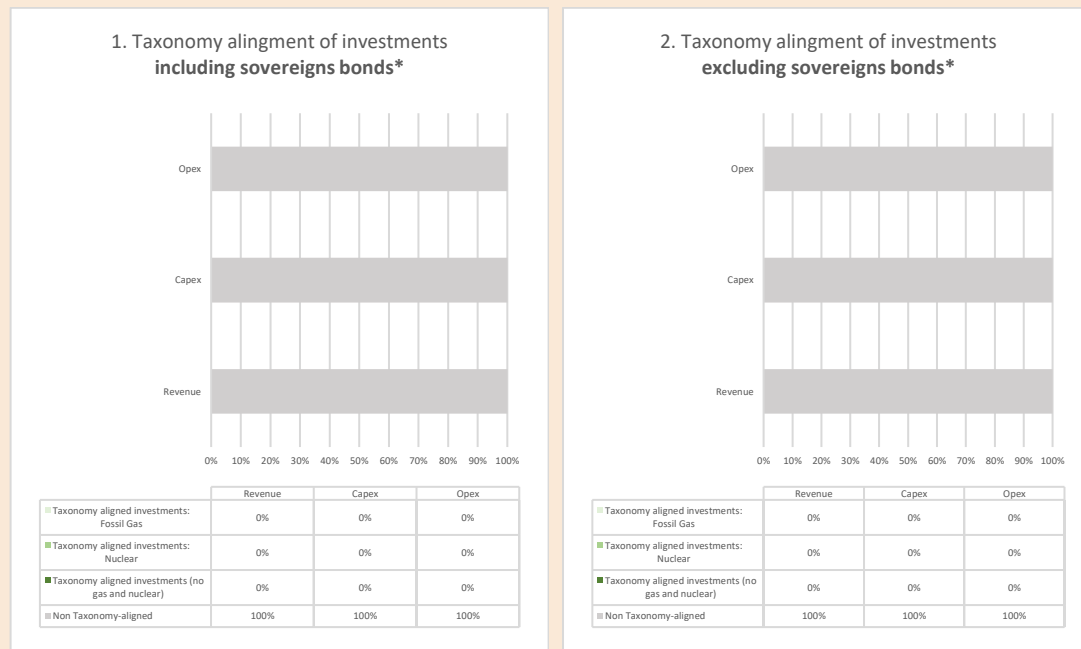 1. Taxonomy alingment of investments
including sovereigns bonds*
Opex
Capex
Revenue
0% 10% 20% 30% 40% 50% 60% 70% 80% 90% 100%
Revenue Capex Opex
Taxonomy aligned investments:
Fossil Gas 0% 0% 0%
Taxonomy aligned investments:
Nuclear 0% 0% 0%
Taxonomy aligned investments (no
gas and nuclear) 0% 0% 0%
Non Taxonomy-aligned 100% 100% 100%
2. Taxonomy alingment of investments
excluding sovereigns bonds*
Opex
Capex
Revenue
0% 10% 20% 30% 40% 50% 60% 70% 80% 90% 100%
Revenue Capex Opex
Taxonomy aligned investments:
Fossil Gas 0% 0% 0%
Taxonomy aligned investments:
Nuclear 0% 0% 0%
Taxonomy aligned investments (no
gas and nuclear) 0% 0% 0%
Non Taxonomy-aligned 100% 100% 100%